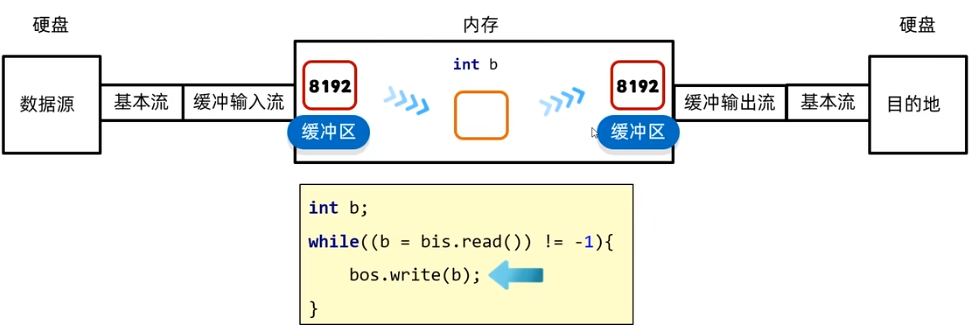 硬盘
内存
硬盘
数据源
基本流
缓冲输入流
8192
缓冲区
int b
8192
缓冲区
缓冲输出流
基本流
目的地
int b;
while((b = bis.read()) != -1){
bos.write(b);
}